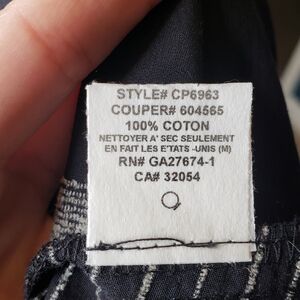 STYLE# CP6963
COUPER# 604565
100% COTON
NETTOYER A' SEC SEULEMENT
EN FAIT LES E'TATS -UNIS (M)
RN# GA27674-1
CA# 32054